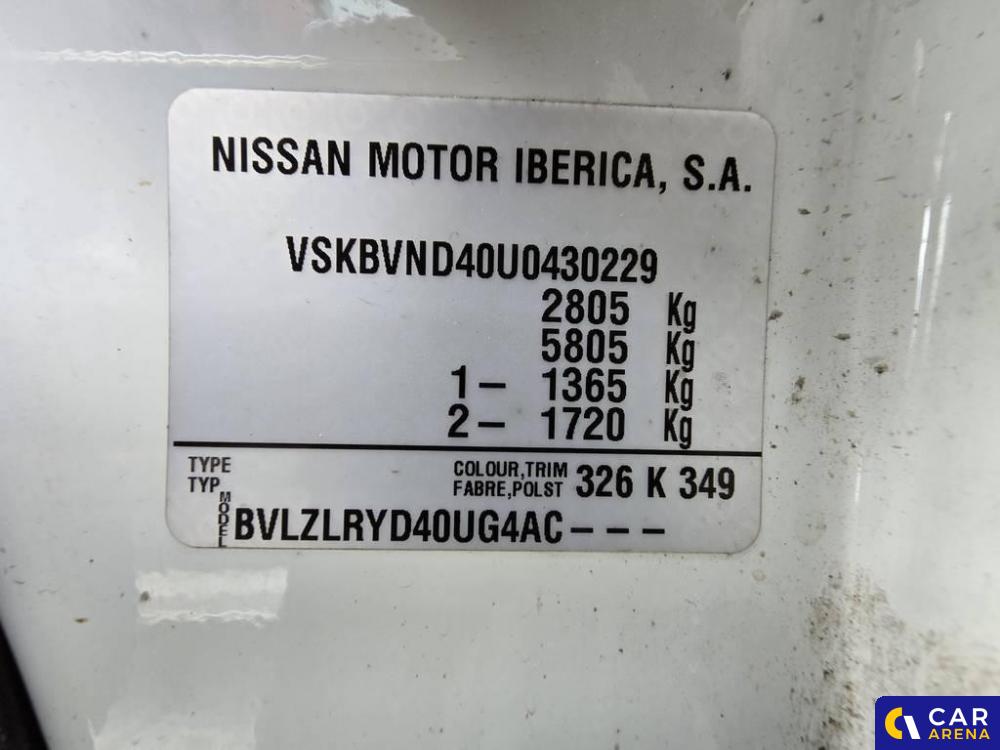 NISSAN MOTOR IBERICA, S.A.
VSKBVND40U0430229
2805 Kg
5805 Kg
1- 1365 Kg
2- 1720 Kg
TYPE
TYP
COLOUR,TRIM
FABRE,POLST
326 K 349
MODEL
BVLZLRYD40UG4AC---
CAR
ARENA